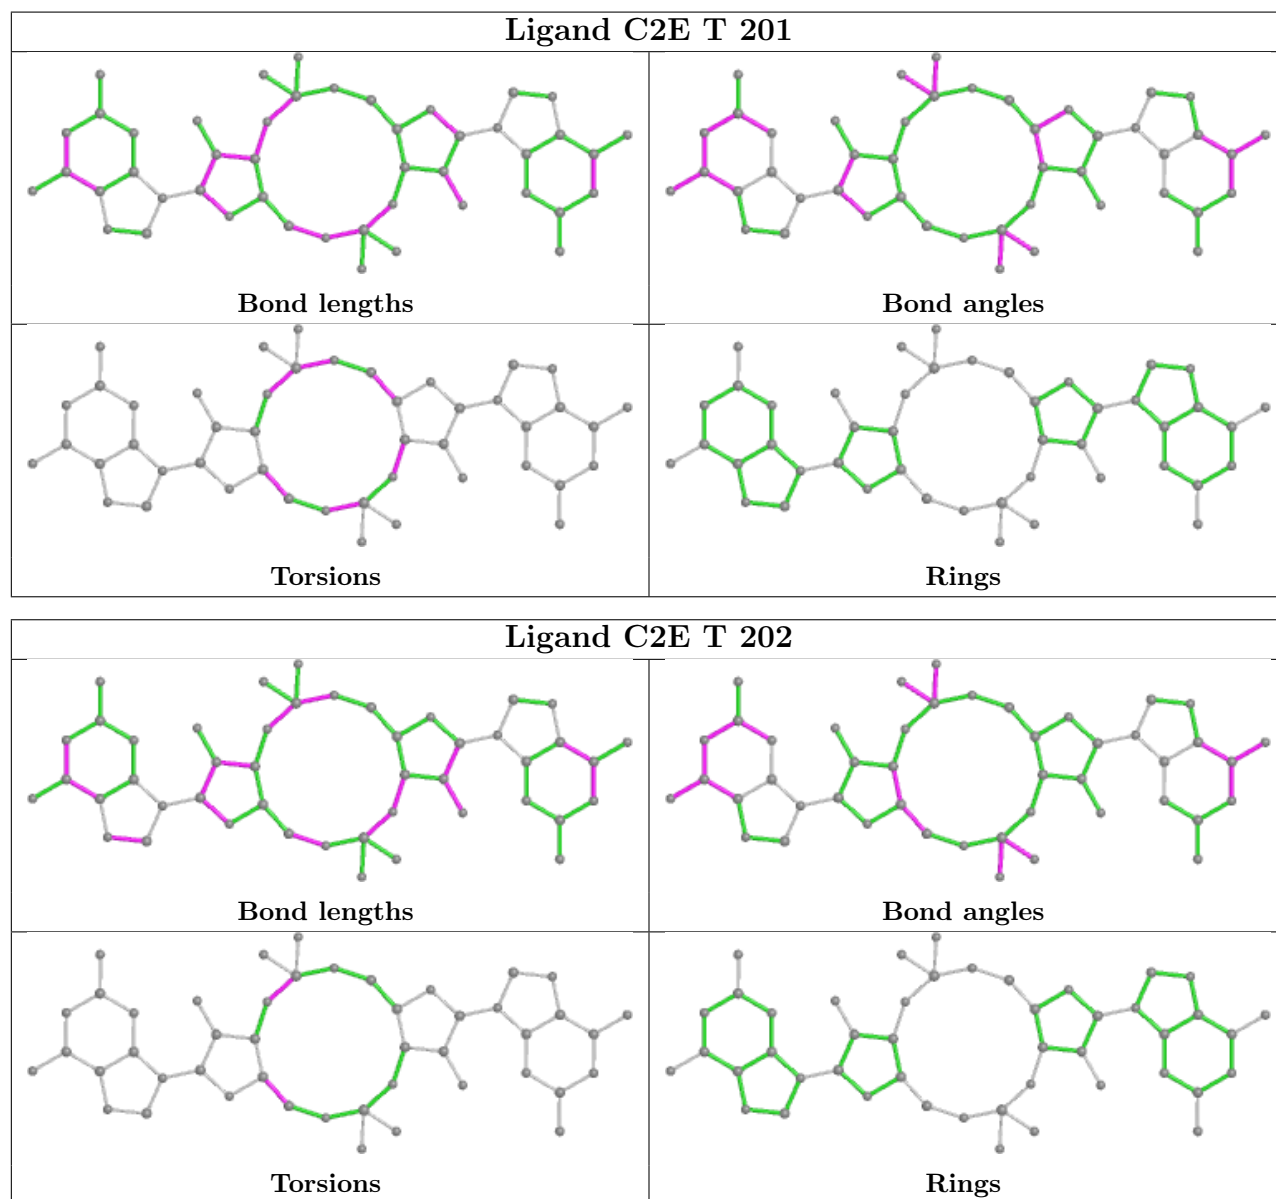 Ligand C2E T 201
Bond lengths
Bond angles
Torsions
Rings
Ligand C2E T 202
Bond lengths
Bond angles
Torsions
Rings